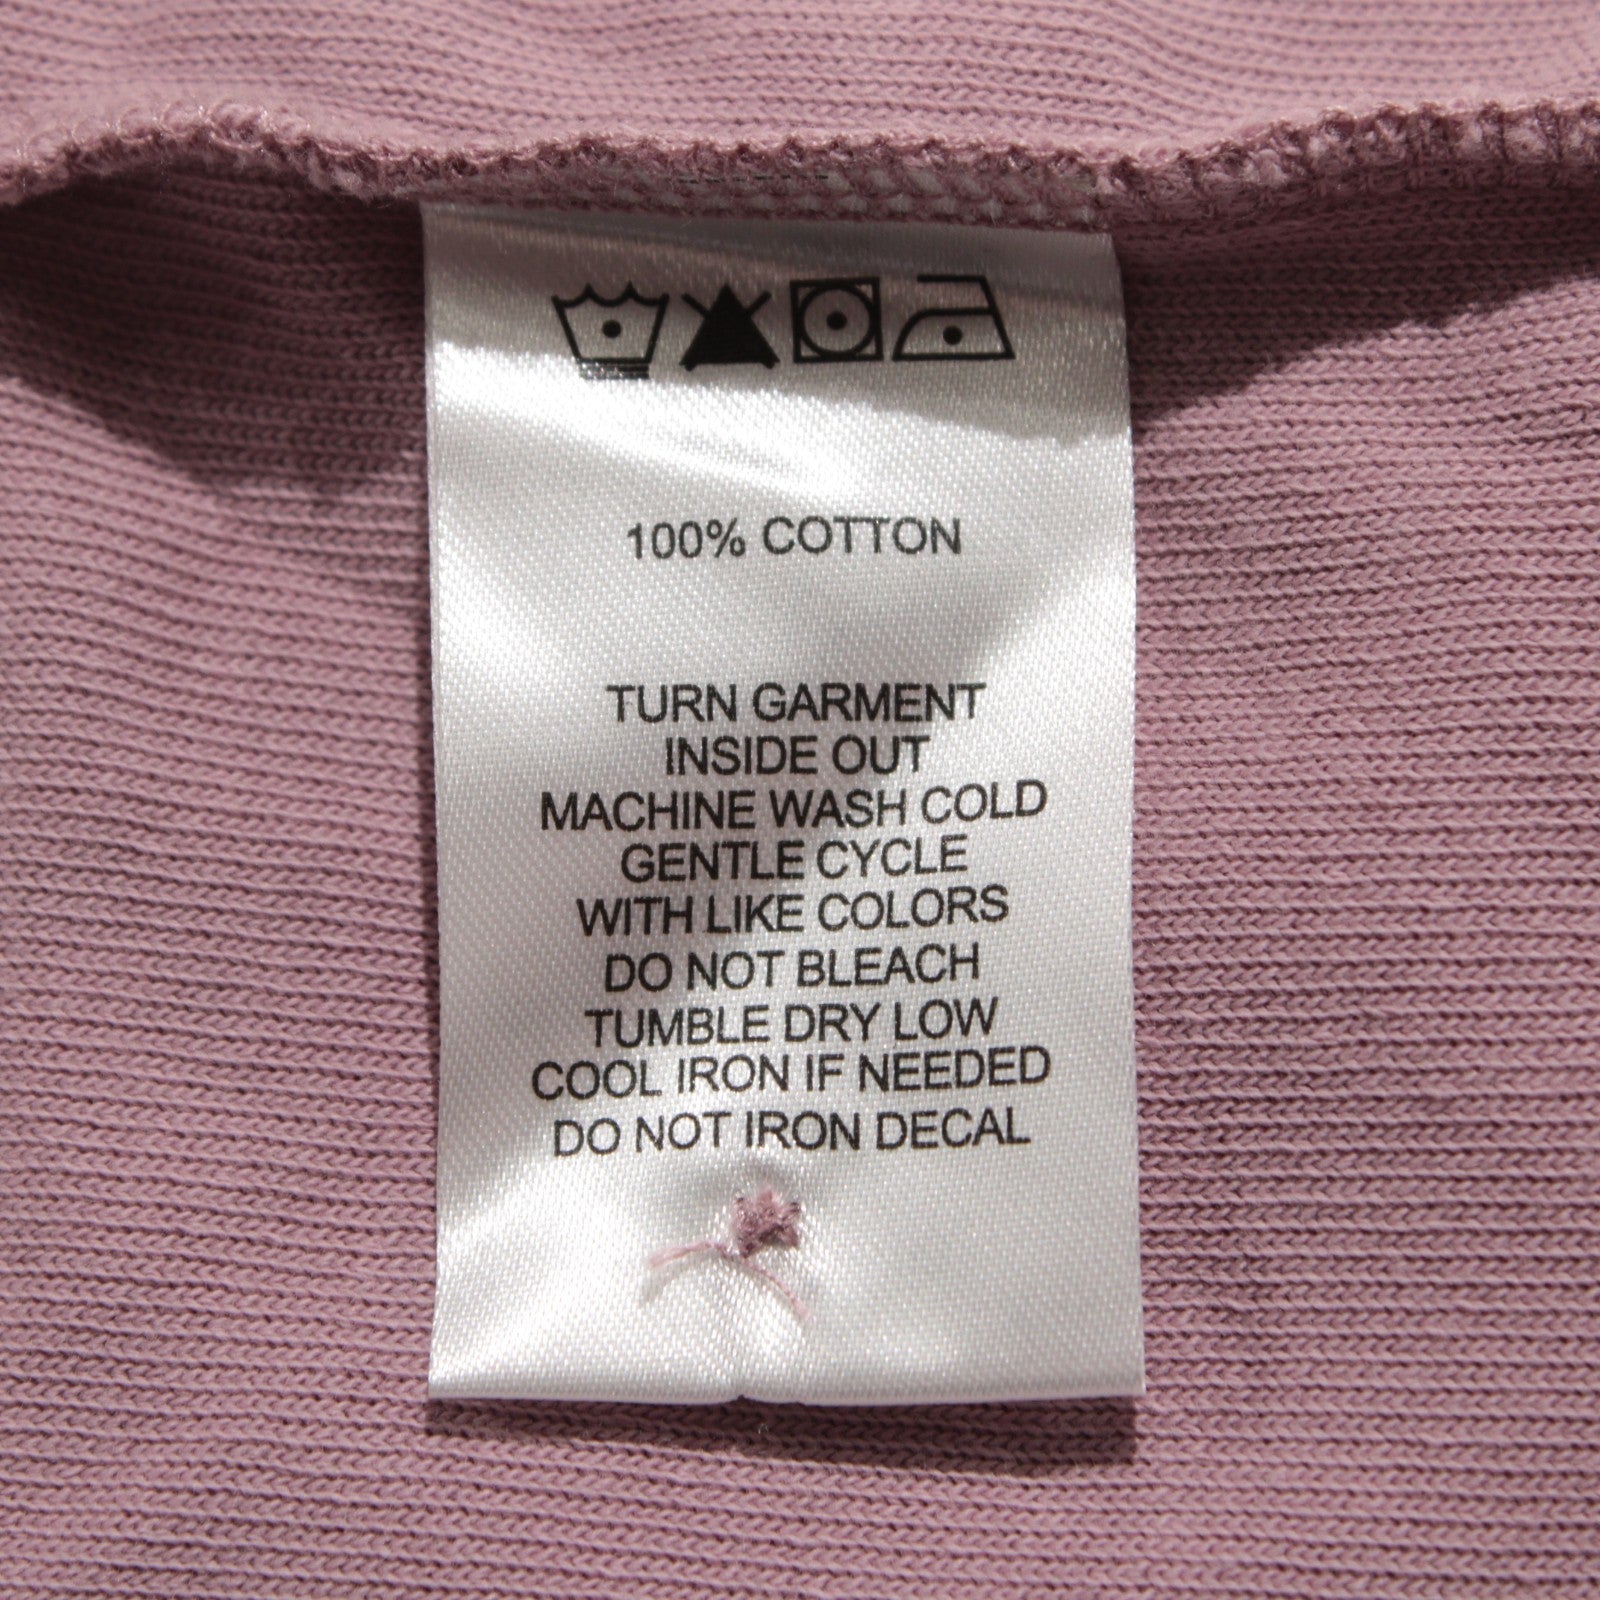 100% COTTON
TURN GARMENT
INSIDE OUT
MACHINE WASH COLD
GENTLE CYCLE
WITH LIKE COLORS
DO NOT BLEACH
TUMBLE DRY LOW
COOL IRON IF NEEDED
DO NOT IRON DECAL